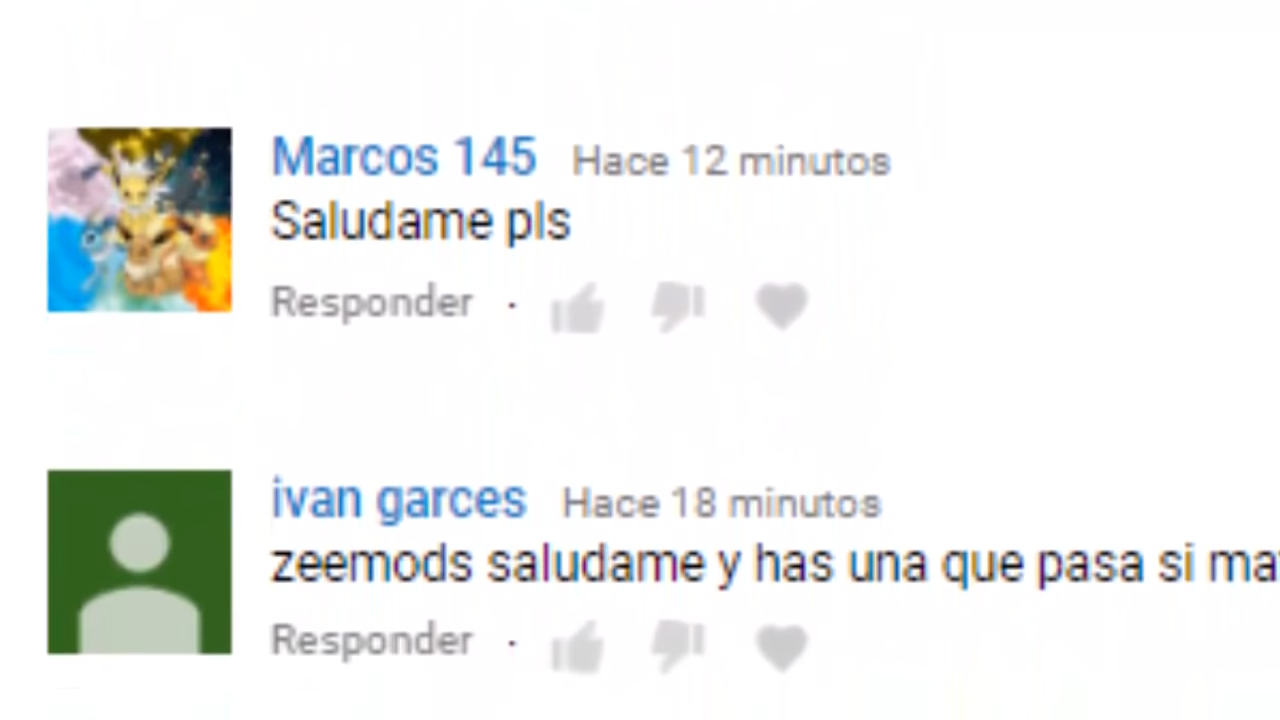 Marcos 145 Hace 12 minutos
Saludame pls
Responder ·
ivan garces Hace 18 minutos
zeemods saludame y has una que pasa si
Responder ·